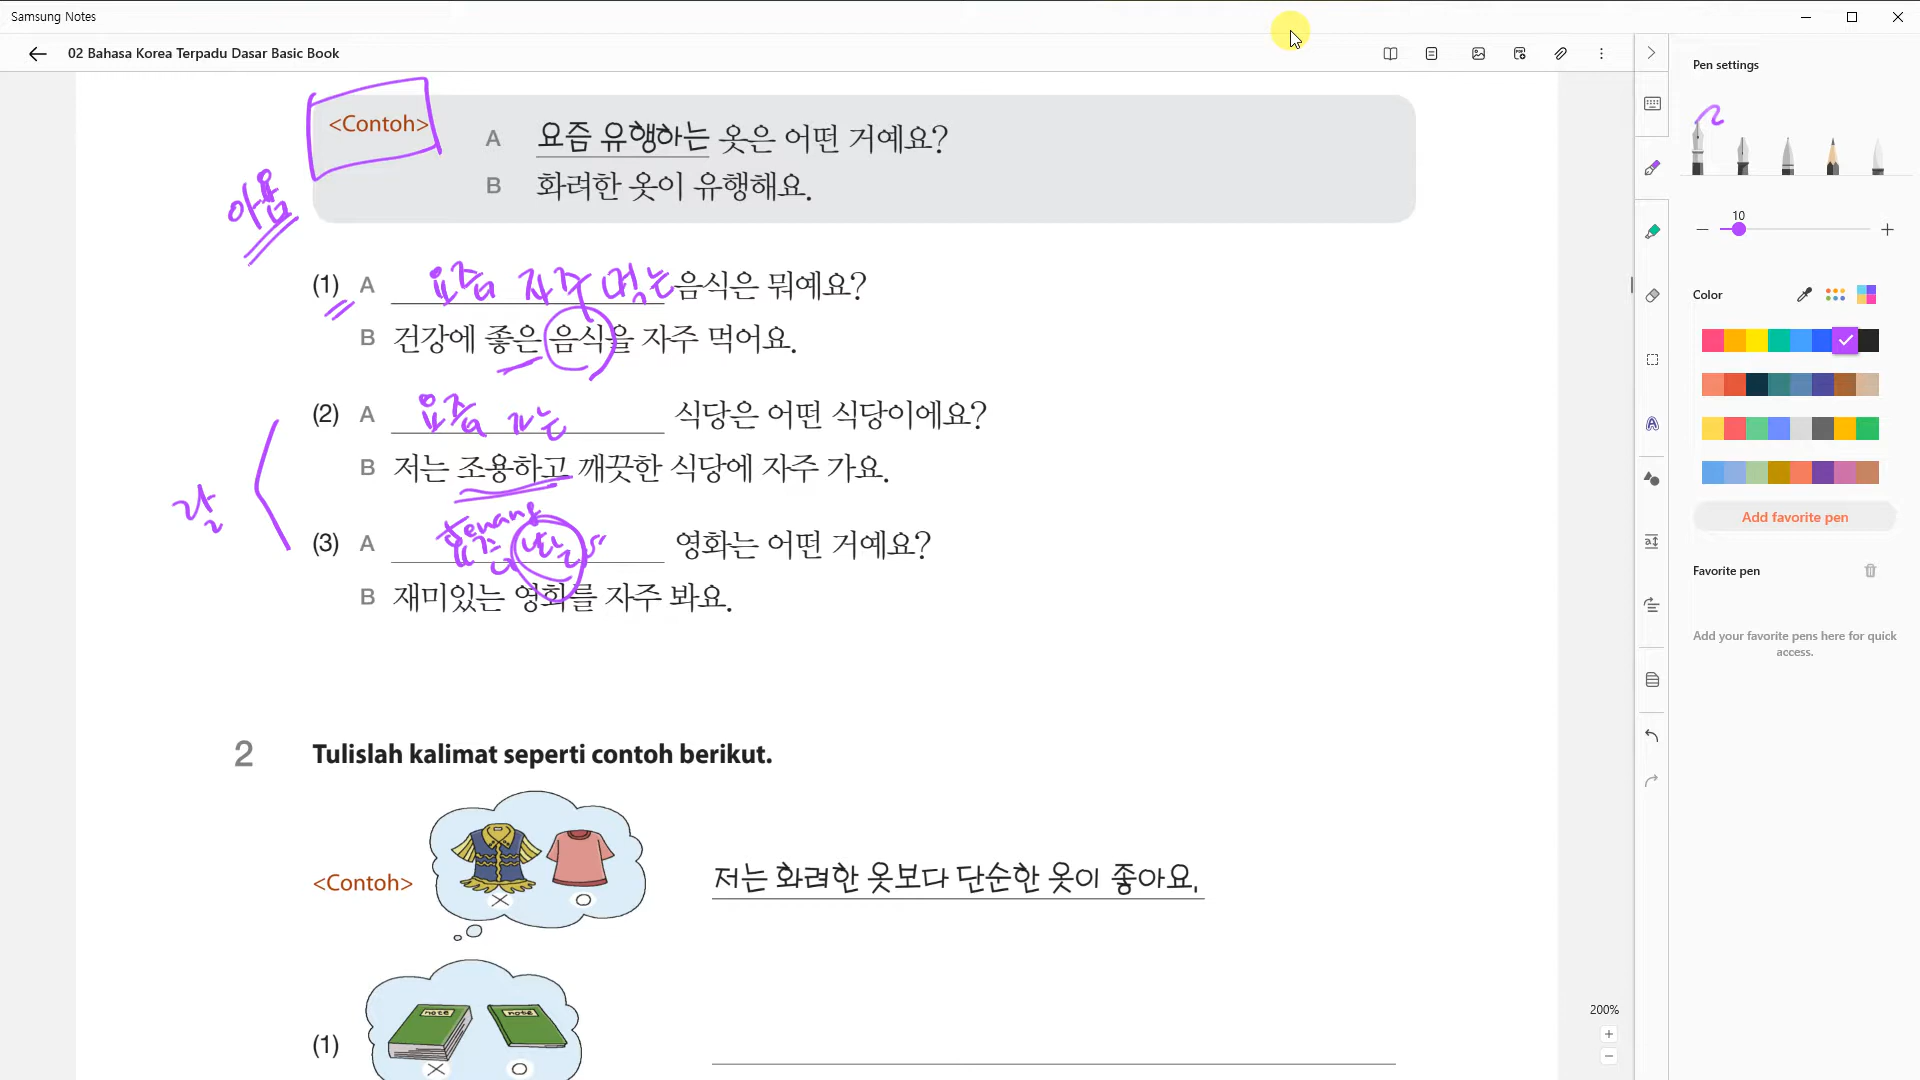 Samsung Notes
02 Bahasa Korea Terpadu Dasar Basic Book
<Contoh>
A 요즘 유행하는 옷은 어떤 거예요?
B 화려한 옷이 유행해요.
(1) A 요즘 자주 먹는 음식은 뭐예요?
B 건강에 좋은 음식을 자주 먹어요.
(2) A 요즘 가는 식당은 어떤 식당이에요?
B 저는 조용하고 깨끗한 식당에 자주 가요.
tenang
(3) A 요즘 영화는 어떤 거예요?
B 재미있는 영화를 자주 봐요.
2 Tulislah kalimat seperti contoh berikut.
<Contoh> 저는 화려한 옷보다 단순한 옷이 좋아요.
note note
(1)
Pen settings
10
Color
Add favorite pen
Favorite pen
Add your favorite pens here for quick
access.
200%